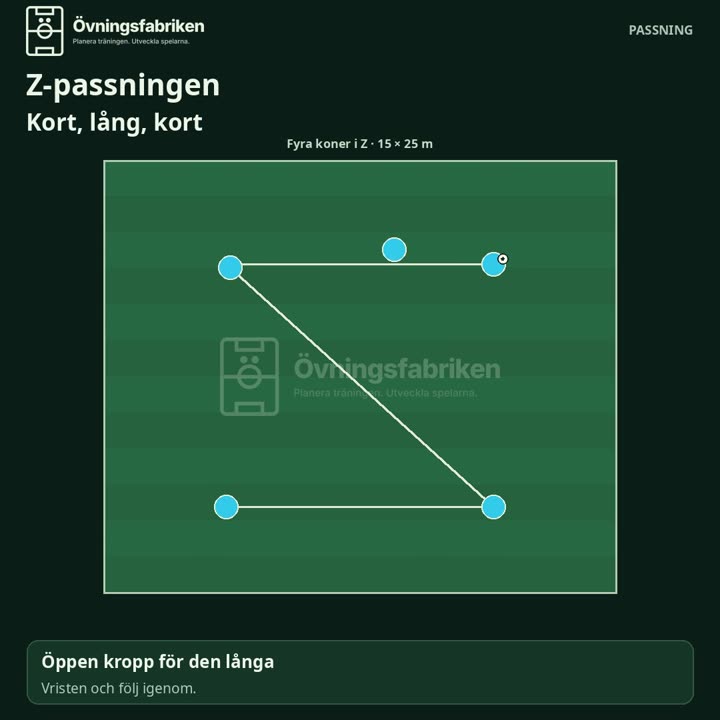 Övningsfabriken
Planera träningen. Utveckla spelarna.
PASSNING
Z-passningen
Kort, lång, kort
Fyra koner i Z · 15 × 25 m
Övningsfabriken
Planera träningen. Utveckla spelarna.
Öppen kropp för den långa
Vristen och följ igenom.